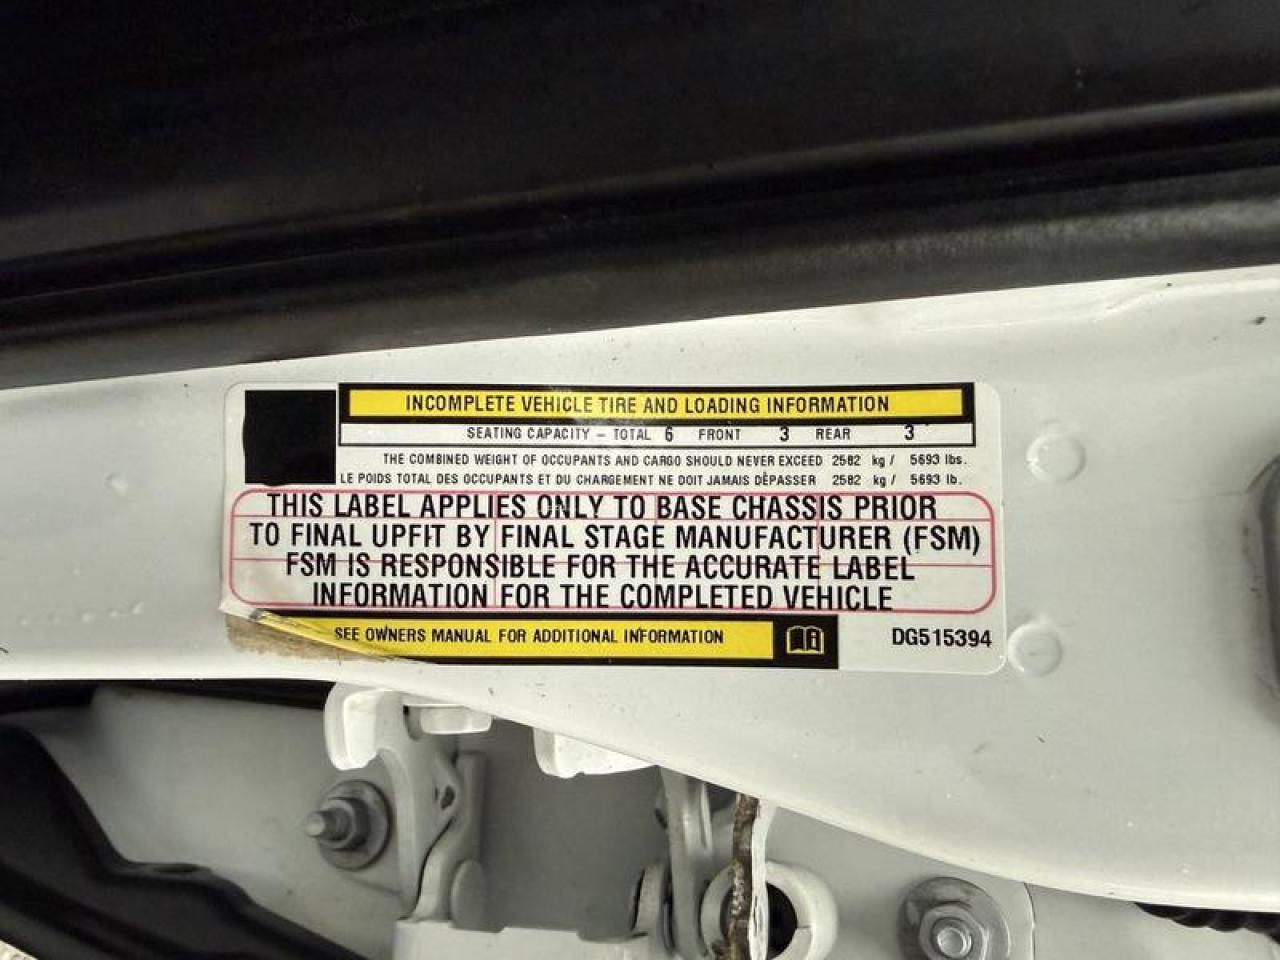 INCOMPLETE VEHICLE TIRE AND LOADING INFORMATION
SEATING CAPACITY – TOTAL 6 FRONT 3 REAR 3
THE COMBINED WEIGHT OF OCCUPANTS AND CARGO SHOULD NEVER EXCEED 2582 kg / 5693 lbs.
LE POIDS TOTAL DES OCCUPANTS ET DU CHARGEMENT NE DOIT JAMAIS DÉPASSER 2582 kg / 5693 lb.
THIS LABEL APPLIES ONLY TO BASE CHASSIS PRIOR
TO FINAL UPFIT BY FINAL STAGE MANUFACTURER (FSM)
FSM IS RESPONSIBLE FOR THE ACCURATE LABEL
INFORMATION FOR THE COMPLETED VEHICLE
SEE OWNERS MANUAL FOR ADDITIONAL INFORMATION
DG515394